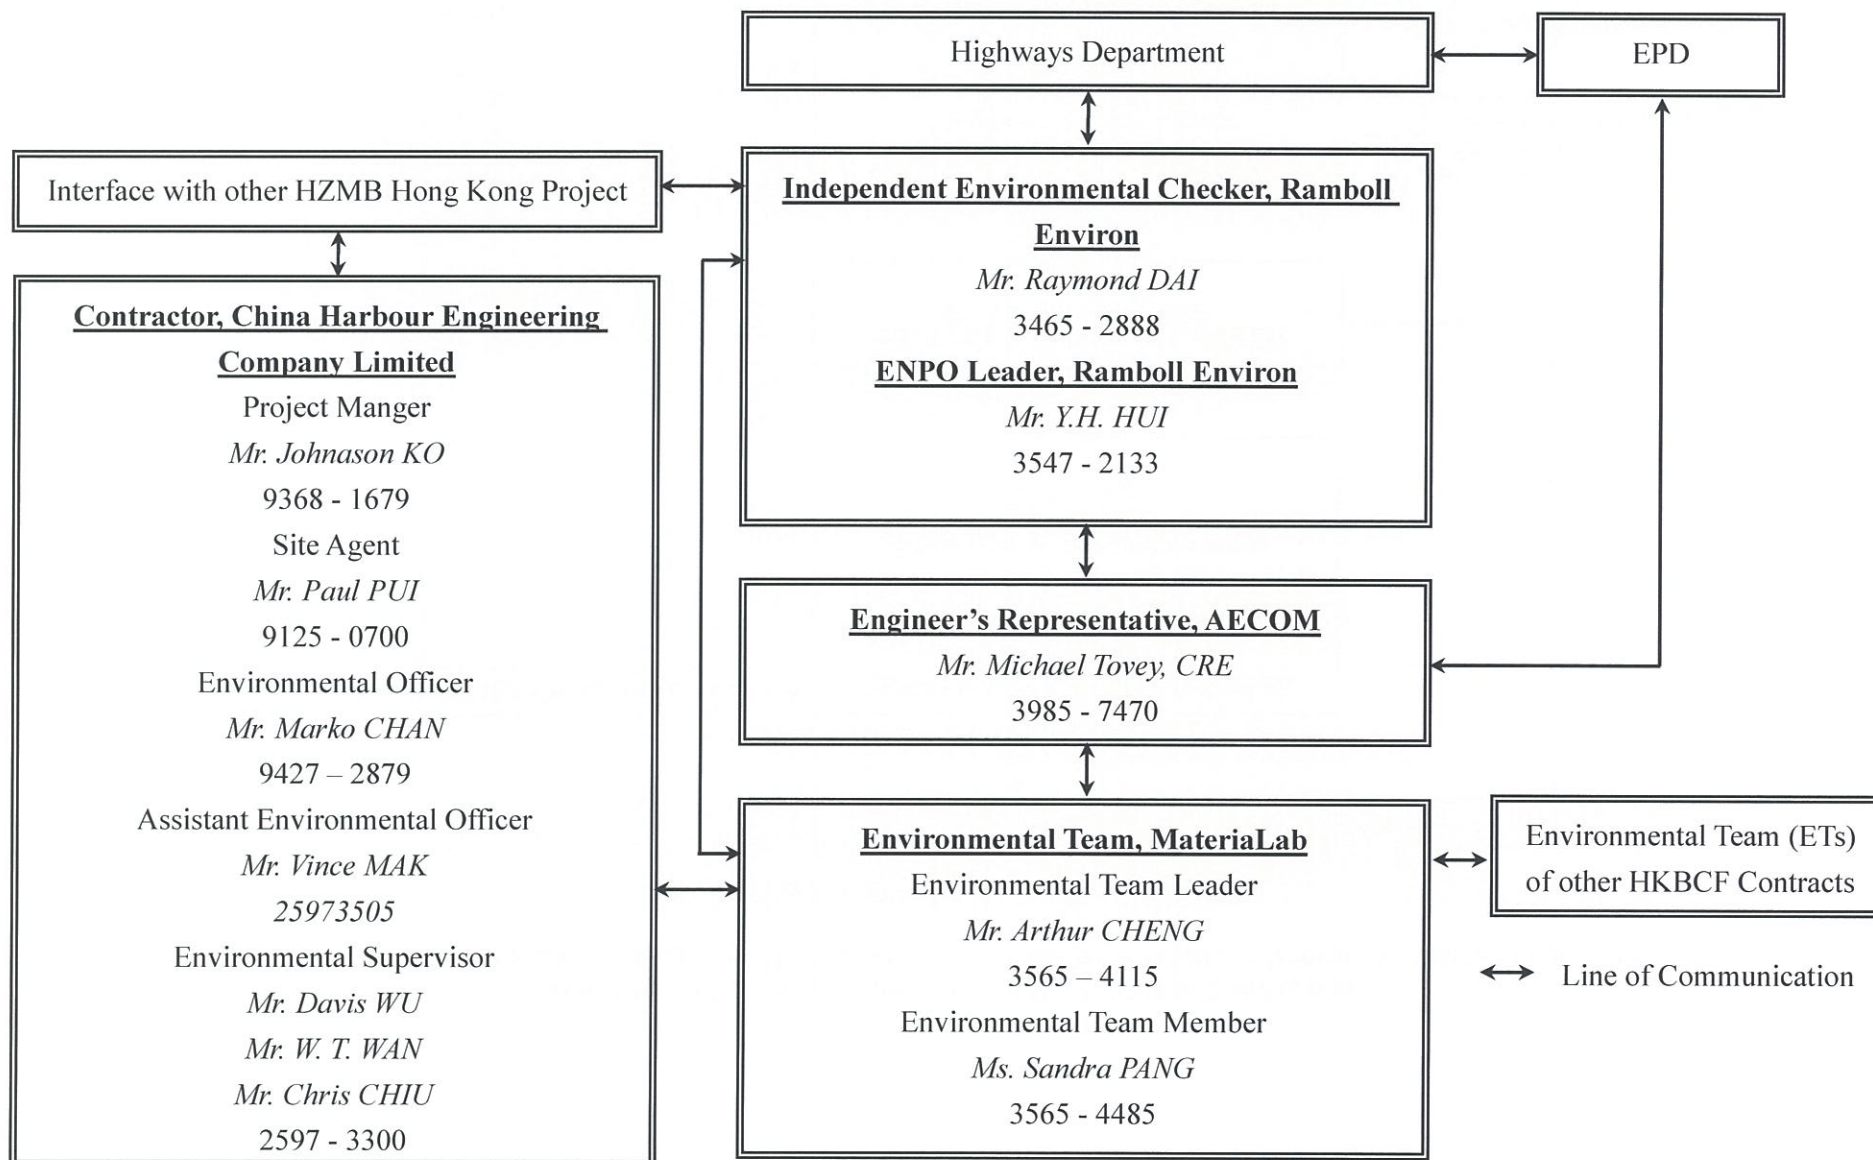 Highways Department
EPD
Interface with other HZMB Hong Kong Project
Independent Environmental Checker, Ramboll
Environ
Mr. Raymond DAI
3465 - 2888
ENPO Leader, Ramboll Environ
Mr. Y.H. HUI
3547 - 2133
Contractor, China Harbour Engineering
Company Limited
Project Manger
Mr. Johnason KO
9368 - 1679
Site Agent
Mr. Paul PUI
9125 - 0700
Environmental Officer
Mr. Marko CHAN
9427 – 2879
Assistant Environmental Officer
Mr. Vince MAK
25973505
Environmental Supervisor
Mr. Davis WU
Mr. W. T. WAN
Mr. Chris CHIU
2597 - 3300
Engineer’s Representative, AECOM
Mr. Michael Tovey, CRE
3985 - 7470
Environmental Team, MateriaLab
Environmental Team Leader
Mr. Arthur CHENG
3565 – 4115
Environmental Team Member
Ms. Sandra PANG
3565 - 4485
Environmental Team (ETs)
of other HKBCF Contracts
Line of Communication